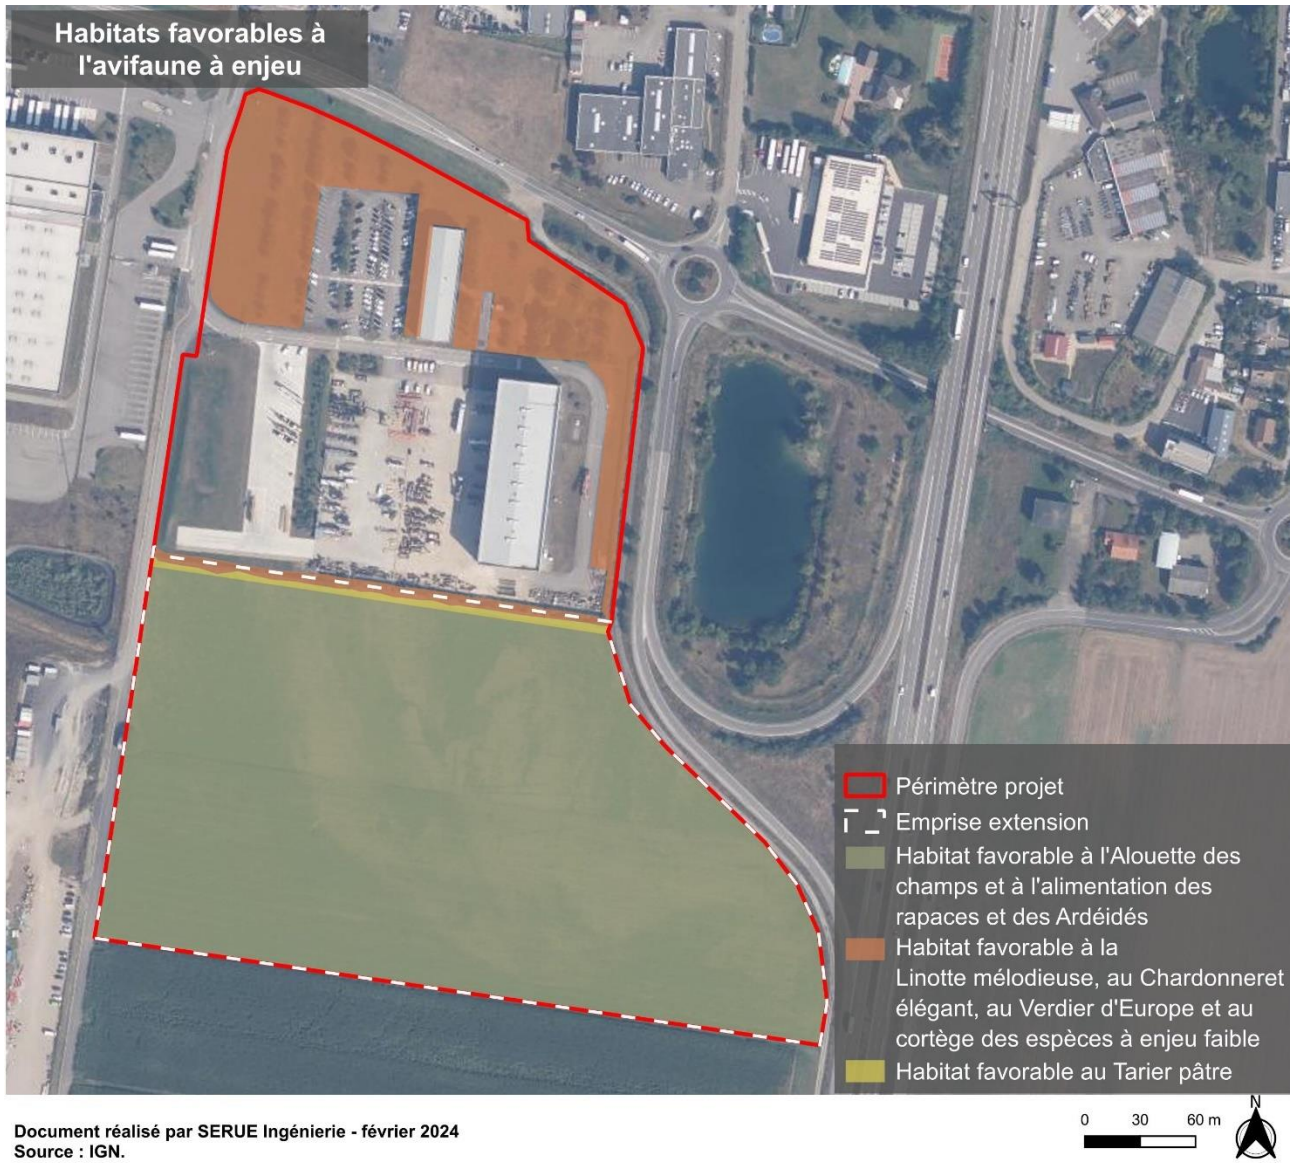 Habitats favorables à
l'avifaune à enjeu
Périmètre projet
Emprise extension
Habitat favorable à l'Alouette des
champs et à l'alimentation des
rapaces et des Ardéidés
Habitat favorable à la
Linotte mélodieuse, au Chardonneret
élégant, au Verdier d'Europe et au
cortège des espèces à enjeu faible
Habitat favorable au Tarier pâtre
N
0 30 60 m
Document réalisé par SERUE Ingénierie - février 2024
Source : IGN.